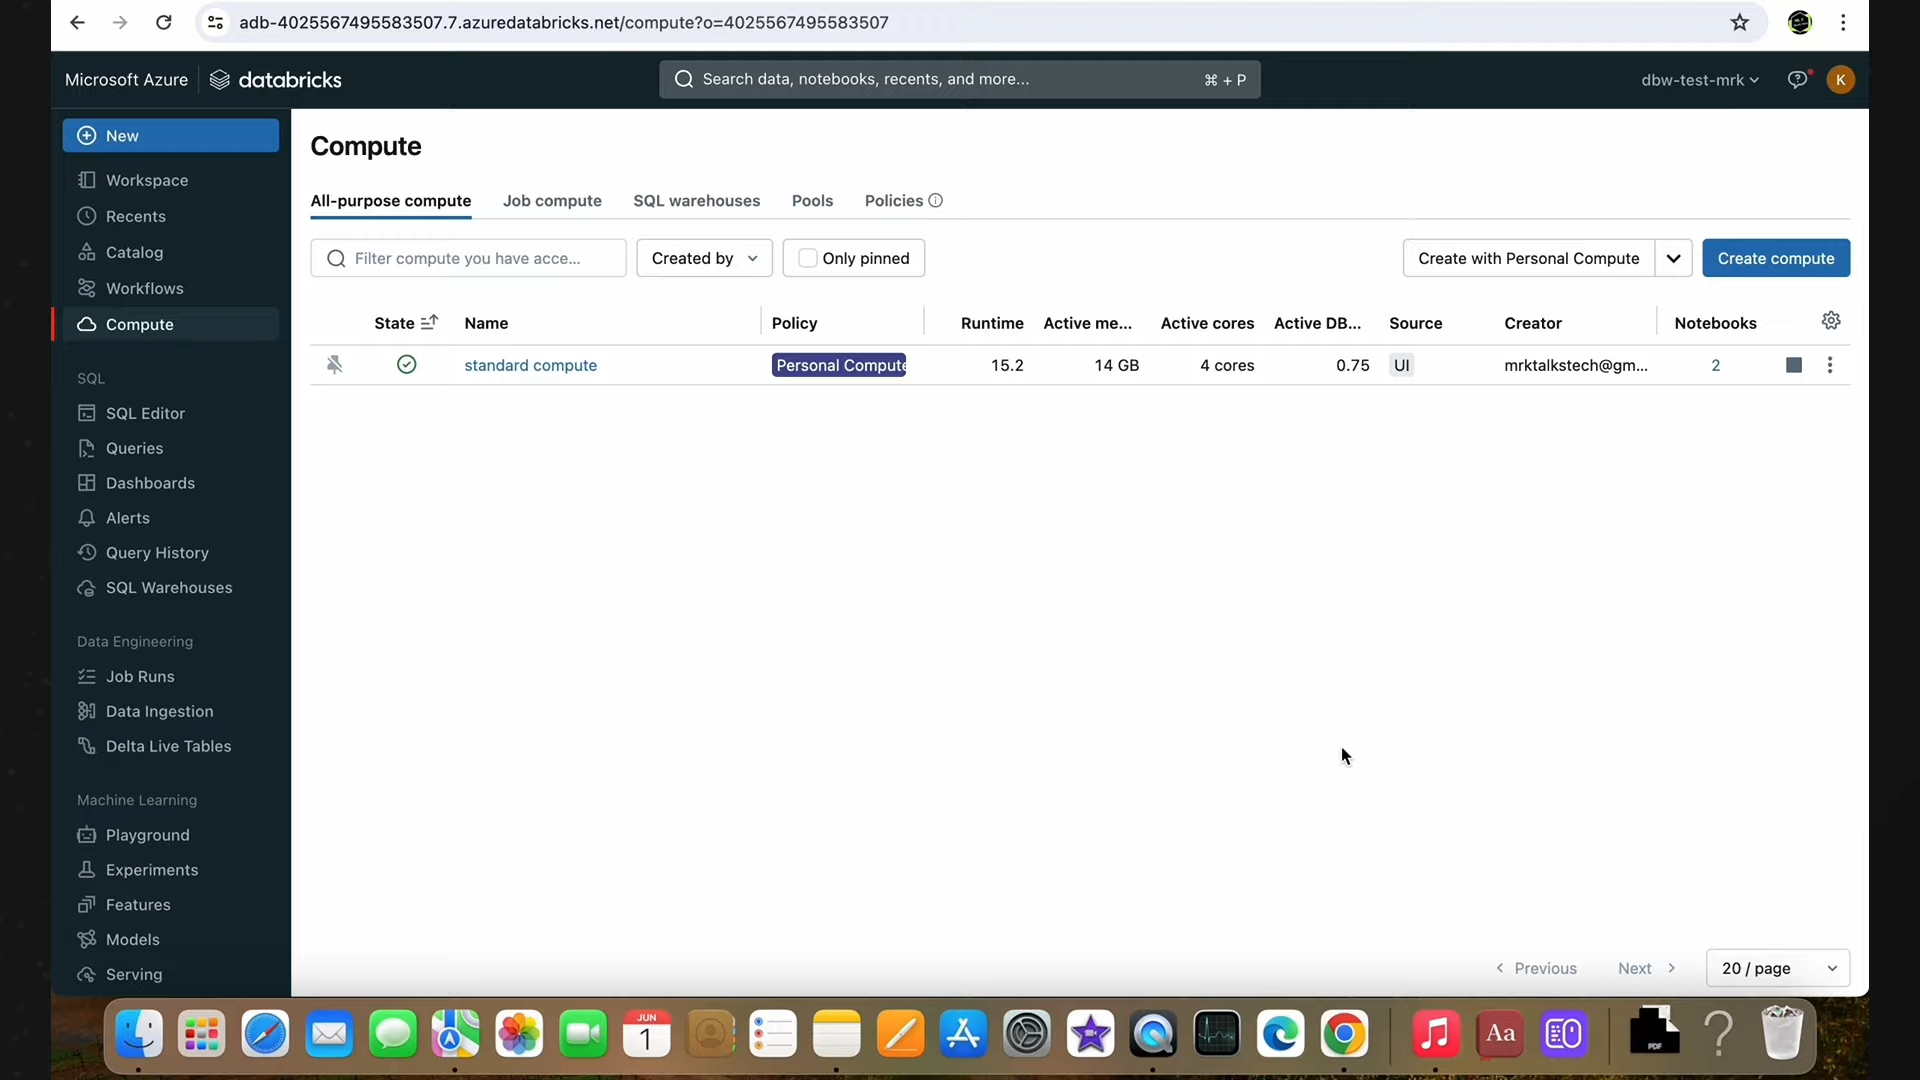 adb-4025567495583507.7.azuredatabricks.net/compute?o=4025567495583507
Microsoft Azure databricks
Search data, notebooks, recents, and more... ⌘ + P
dbw-test-mrk
K
New
Workspace
Recents
Catalog
Workflows
Compute
SQL
SQL Editor
Queries
Dashboards
Alerts
Query History
SQL Warehouses
Data Engineering
Job Runs
Data Ingestion
Delta Live Tables
Machine Learning
Playground
Experiments
Features
Models
Serving
Compute
All-purpose compute Job compute SQL warehouses Pools Policies
Filter compute you have acce... Created by Only pinned Create with Personal Compute Create compute
State Name Policy Runtime Active me... Active cores Active DB... Source Creator Notebooks
standard compute Personal Compute 15.2 14 GB 4 cores 0.75 UI mrktalkstech@gm... 2
Previous Next 20 / page
JUN
1
Aa
PDF